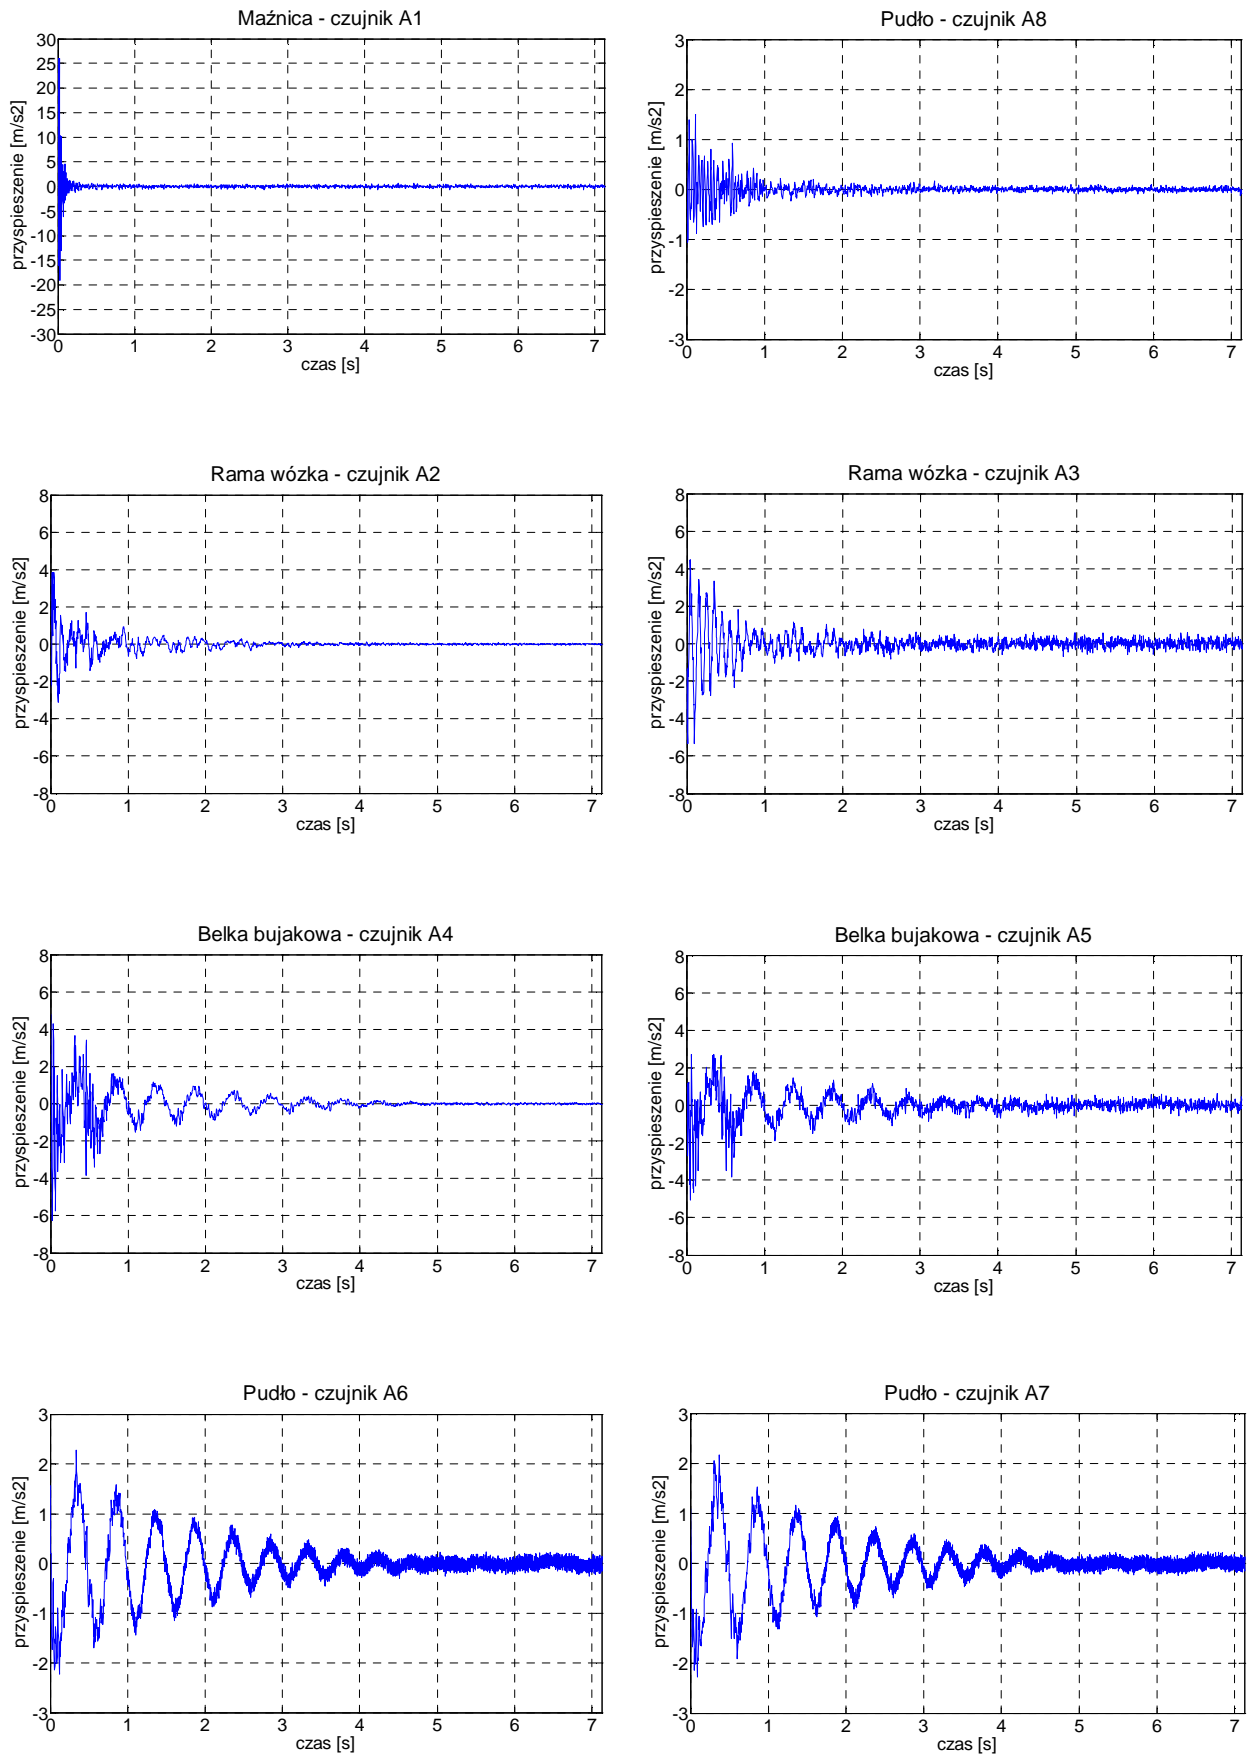 Maźnica - czujnik A1
przyspieszenie [m/s2]
30
25
20
15
10
5
0
-5
-10
-15
-20
-25
-30
0 1 2 3 4 5 6 7
czas [s]
Pudło - czujnik A8
przyspieszenie [m/s2]
3
2
1
0
-1
-2
-3
0 1 2 3 4 5 6 7
czas [s]
Rama wózka - czujnik A2
przyspieszenie [m/s2]
8
6
4
2
0
-2
-4
-6
-8
0 1 2 3 4 5 6 7
czas [s]
Rama wózka - czujnik A3
przyspieszenie [m/s2]
8
6
4
2
0
-2
-4
-6
-8
0 1 2 3 4 5 6 7
czas [s]
Belka bujakowa - czujnik A4
przyspieszenie [m/s2]
8
6
4
2
0
-2
-4
-6
-8
0 1 2 3 4 5 6 7
czas [s]
Belka bujakowa - czujnik A5
przyspieszenie [m/s2]
8
6
4
2
0
-2
-4
-6
-8
0 1 2 3 4 5 6 7
czas [s]
Pudło - czujnik A6
przyspieszenie [m/s2]
3
2
1
0
-1
-2
-3
0 1 2 3 4 5 6 7
czas [s]
Pudło - czujnik A7
przyspieszenie [m/s2]
3
2
1
0
-1
-2
-3
0 1 2 3 4 5 6 7
czas [s]